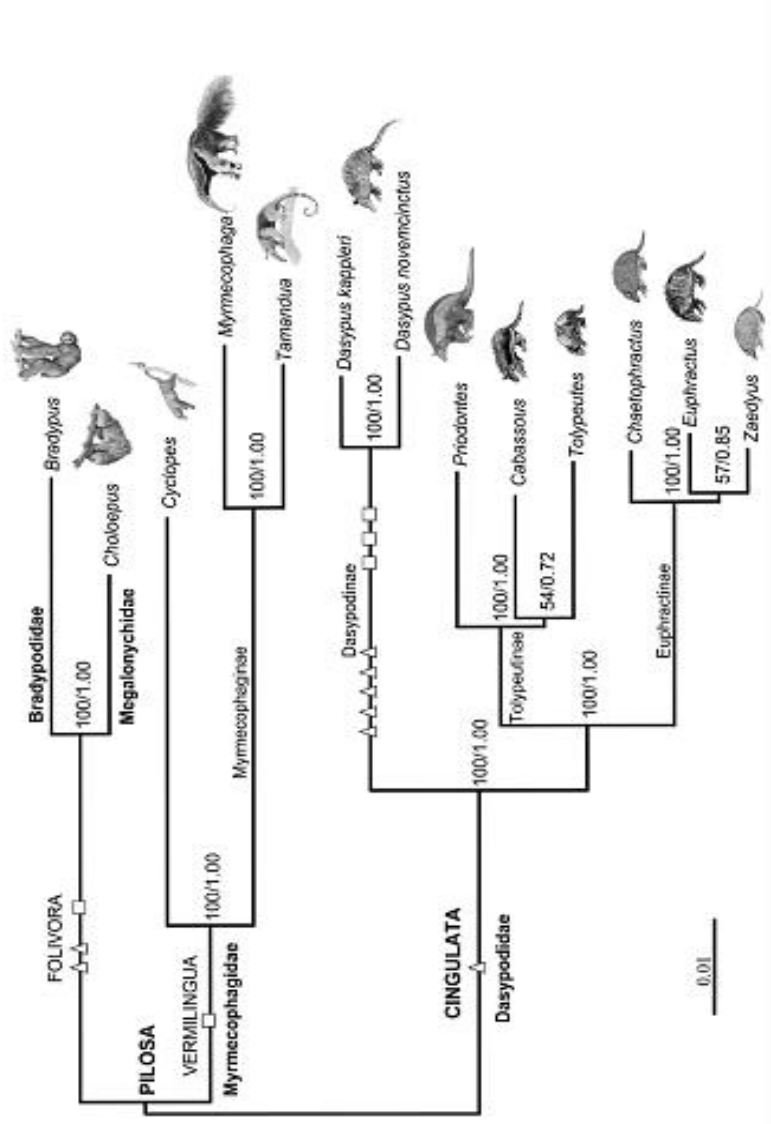 Bradypodidae
Bradypus
FOLIVORA
100/1.00
Choloepus
Megalonychidae
PILOSA
Cyclopes
VERMILINGUA
100/1.00
Myrmecophagidae
Myrmecophaga
Myrmecophaginae
100/1.00
Tamandua
Dasypus kappleri
Dasypodinae
100/1.00
Dasypus novemcinctus
CINGULATA
100/1.00
Dasypodidae
Priodontes
100/1.00
Tolypeutinae
Cabassous
54/0.72
Tolypeutes
100/1.00
Chaetophractus
Euphractinae
100/1.00
Euphractus
57/0.85
Zaedyus
0.01